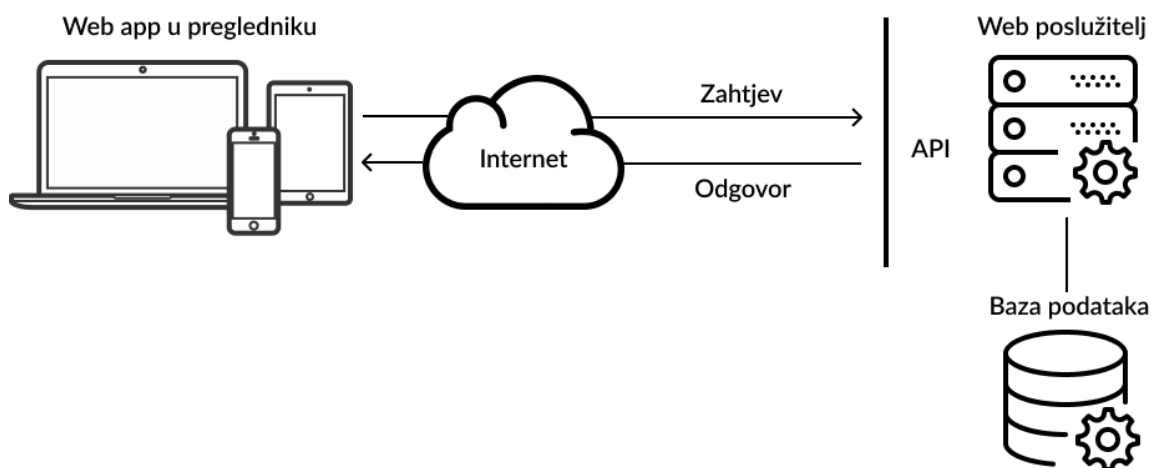 Web app u pregledniku
Web poslužitelj
Zahtjev
Internet
API
Odgovor
Baza podataka